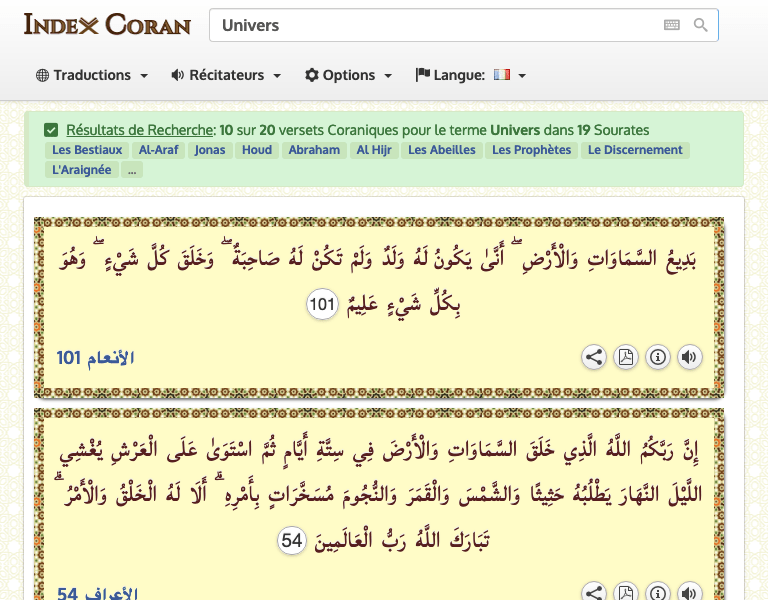 INDEX CORAN
Univers
Traductions
Récitateurs
Options
Langue:
Résultats de Recherche: 10 sur 20 versets Coraniques pour le terme Univers dans 19 Sourates
Les Bestiaux Al-Araf Jonas Houd Abraham Al Hijr Les Abeilles Les Prophètes Le Discernement
L'Araignée ...
بَدِيعُ السَّمَاوَاتِ وَالْأَرْضِ ۖ أَنَّىٰ يَكُونُ لَهُ وَلَدٌ وَلَمْ تَكُنْ لَهُ صَاحِبَةٌ ۖ وَخَلَقَ كُلَّ شَيْءٍ ۖ وَهُوَ
بِكُلِّ شَيْءٍ عَلِيمٌ 101
الأنعام 101
إِنَّ رَبَّكُمُ اللَّهُ الَّذِي خَلَقَ السَّمَاوَاتِ وَالْأَرْضَ فِي سِتَّةِ أَيَّامٍ ثُمَّ اسْتَوَىٰ عَلَى الْعَرْشِ يُغْشِي
اللَّيْلَ النَّهَارَ يَطْلُبُهُ حَثِيثًا وَالشَّمْسَ وَالْقَمَرَ وَالنُّجُومَ مُسَخَّرَاتٍ بِأَمْرِهِ ۗ أَلَا لَهُ الْخَلْقُ وَالْأَمْرُ ۗ
تَبَارَكَ اللَّهُ رَبُّ الْعَالَمِينَ 54
الأعراف 54